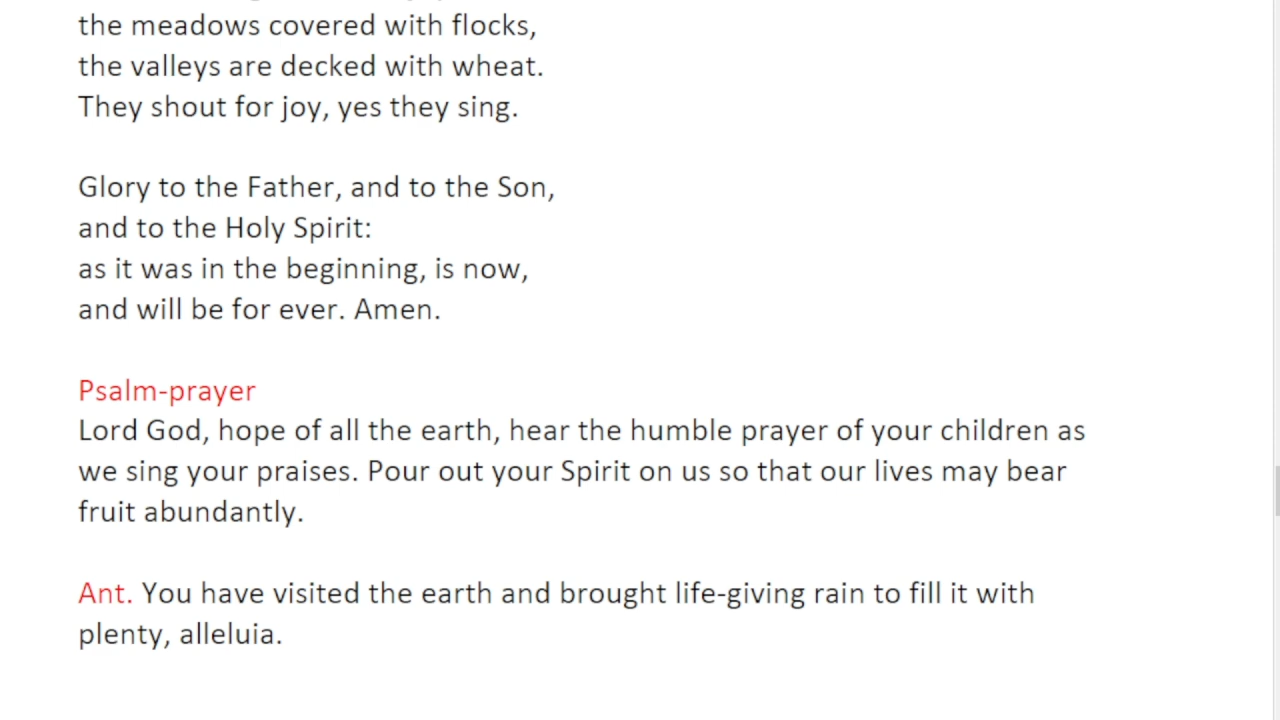 the meadows covered with flocks,
the valleys are decked with wheat.
They shout for joy, yes they sing.
Glory to the Father, and to the Son,
and to the Holy Spirit:
as it was in the beginning, is now,
and will be for ever. Amen.
Psalm-prayer
Lord God, hope of all the earth, hear the humble prayer of your children as
we sing your praises. Pour out your Spirit on us so that our lives may bear
fruit abundantly.
Ant. You have visited the earth and brought life-giving rain to fill it with
plenty, alleluia.